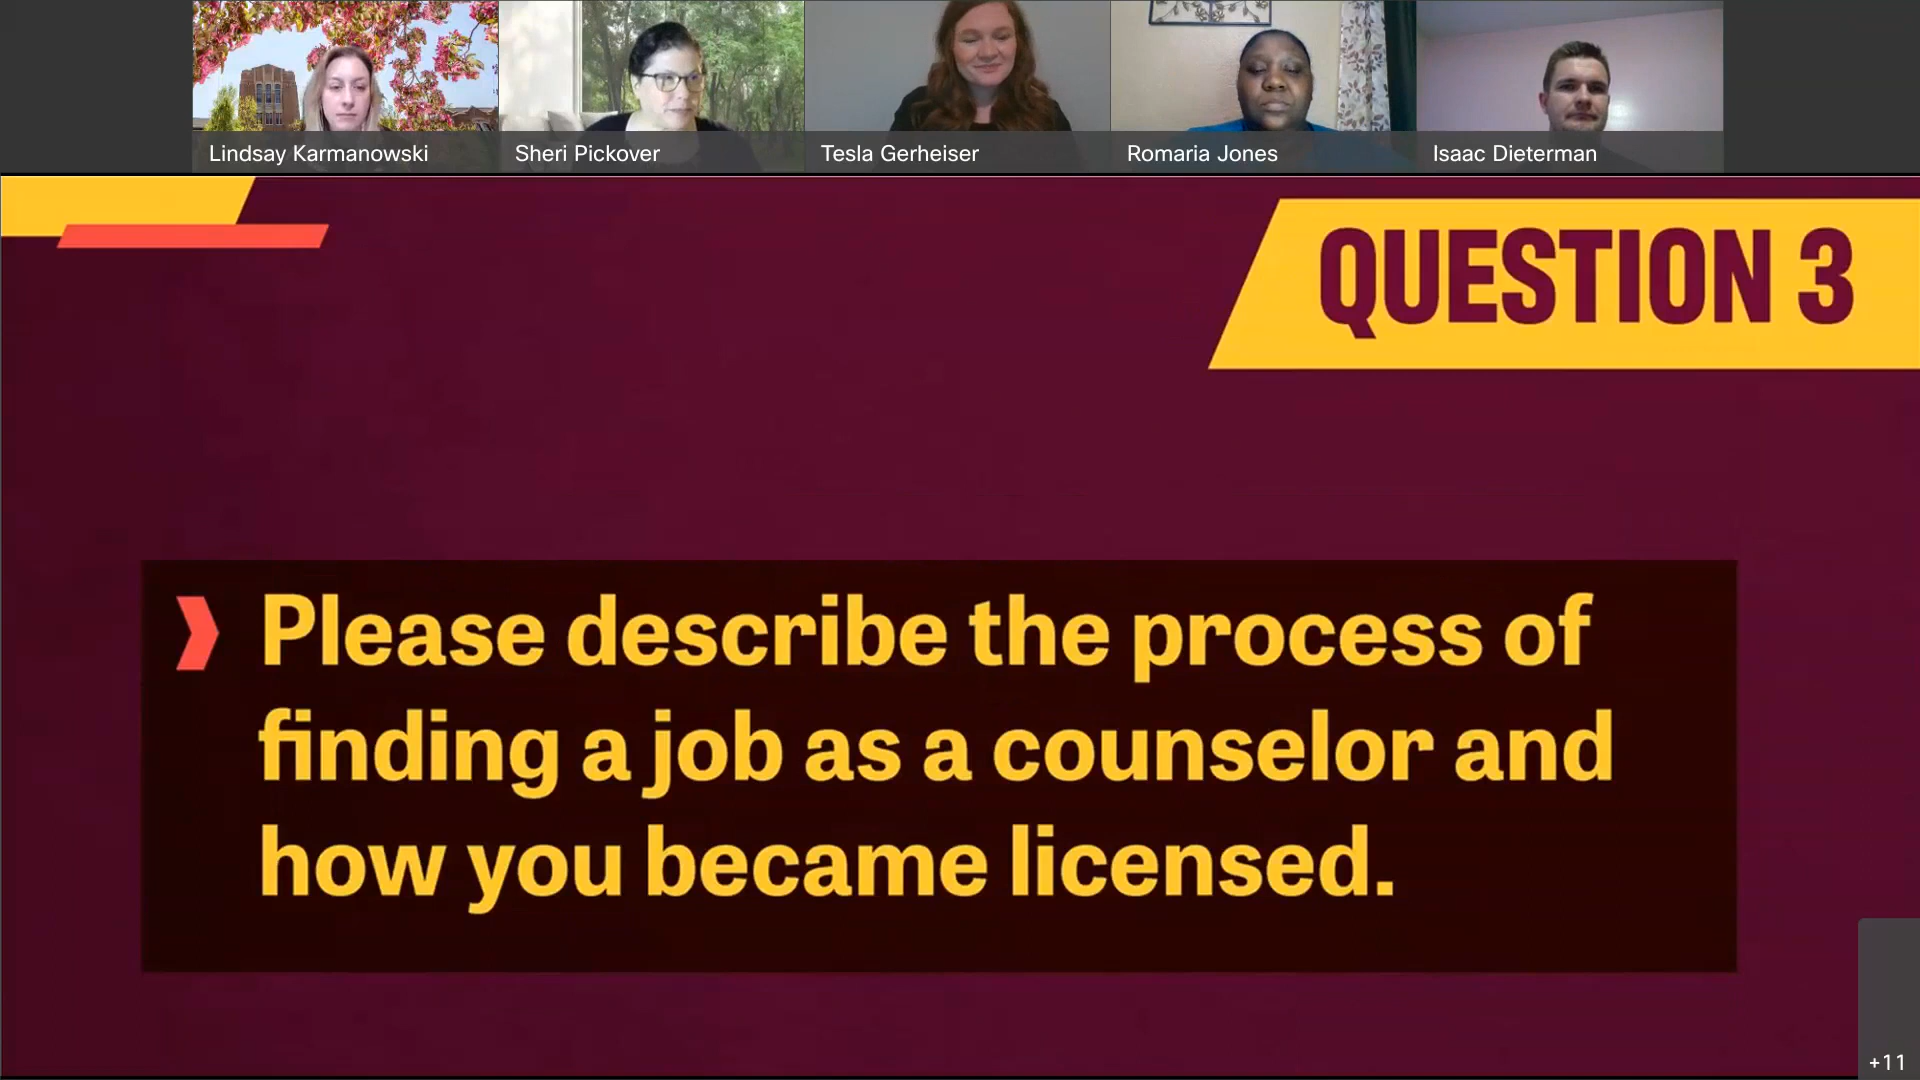 Lindsay Karmanowski
Sheri Pickover
Tesla Gerheiser
Romaria Jones
Isaac Dieterman
QUESTION 3
Please describe the process of
finding a job as a counselor and
how you became licensed.
+11